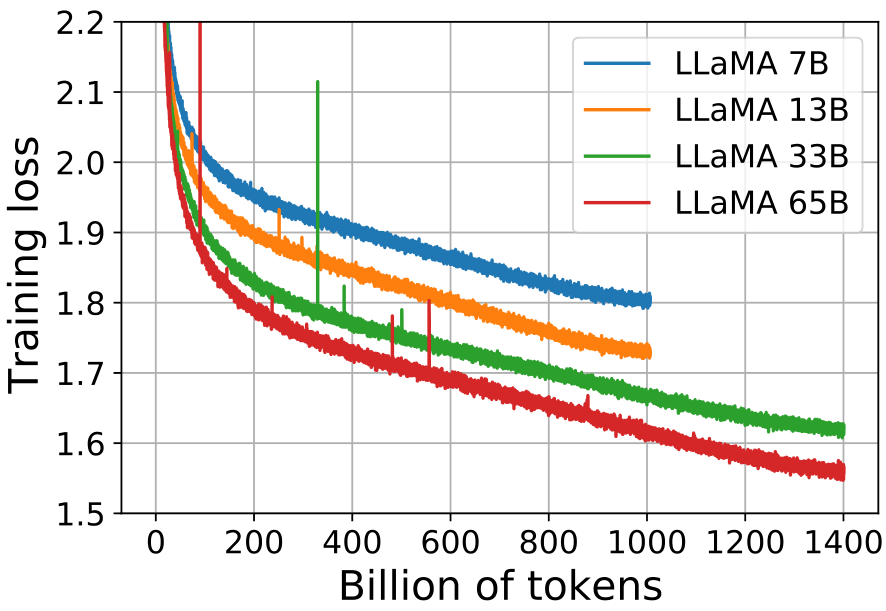 2.2
2.1
2.0
1.9
1.8
1.7
1.6
1.5
Training loss
LLaMA 7B
LLaMA 13B
LLaMA 33B
LLaMA 65B
0 200 400 600 800 1000 1200 1400
Billion of tokens